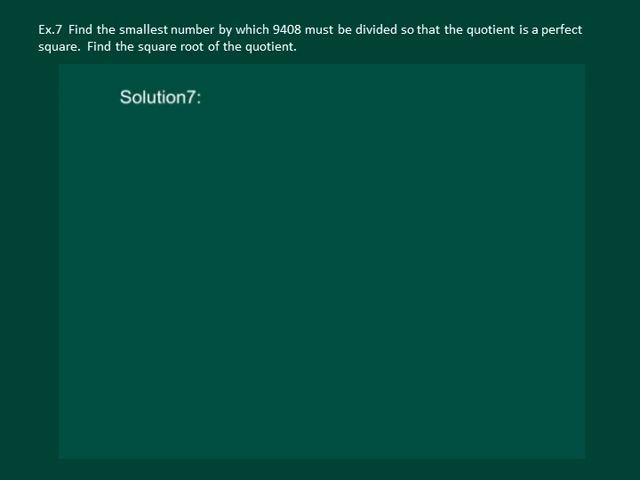 Ex.7  Find the smallest number by which 9408 must be divided so that the quotient is a perfect
square.  Find the square root of the quotient.
Solution7: